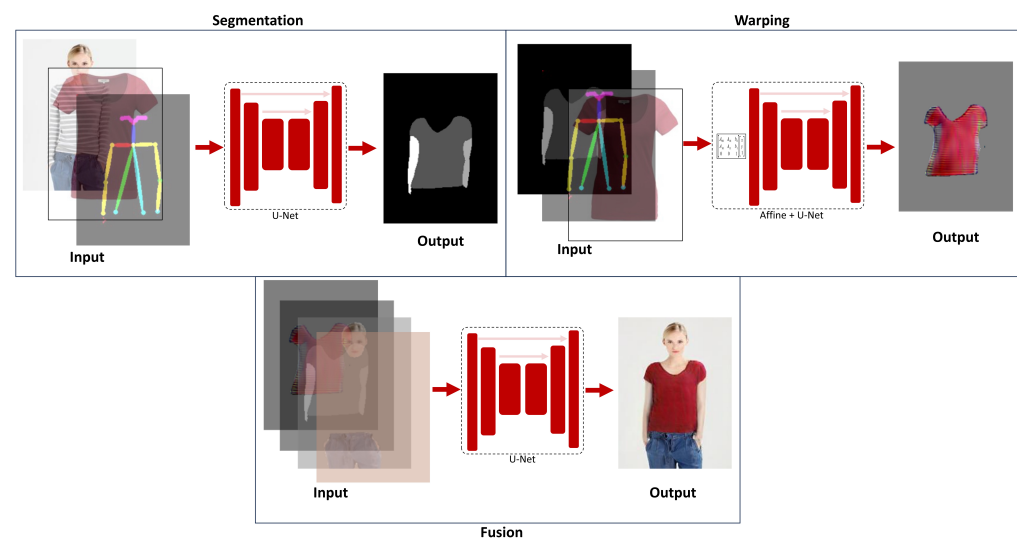 Segmentation
Warping
U-Net
Input
Output
Affine + U-Net
Input
Output
U-Net
Input
Output
Fusion